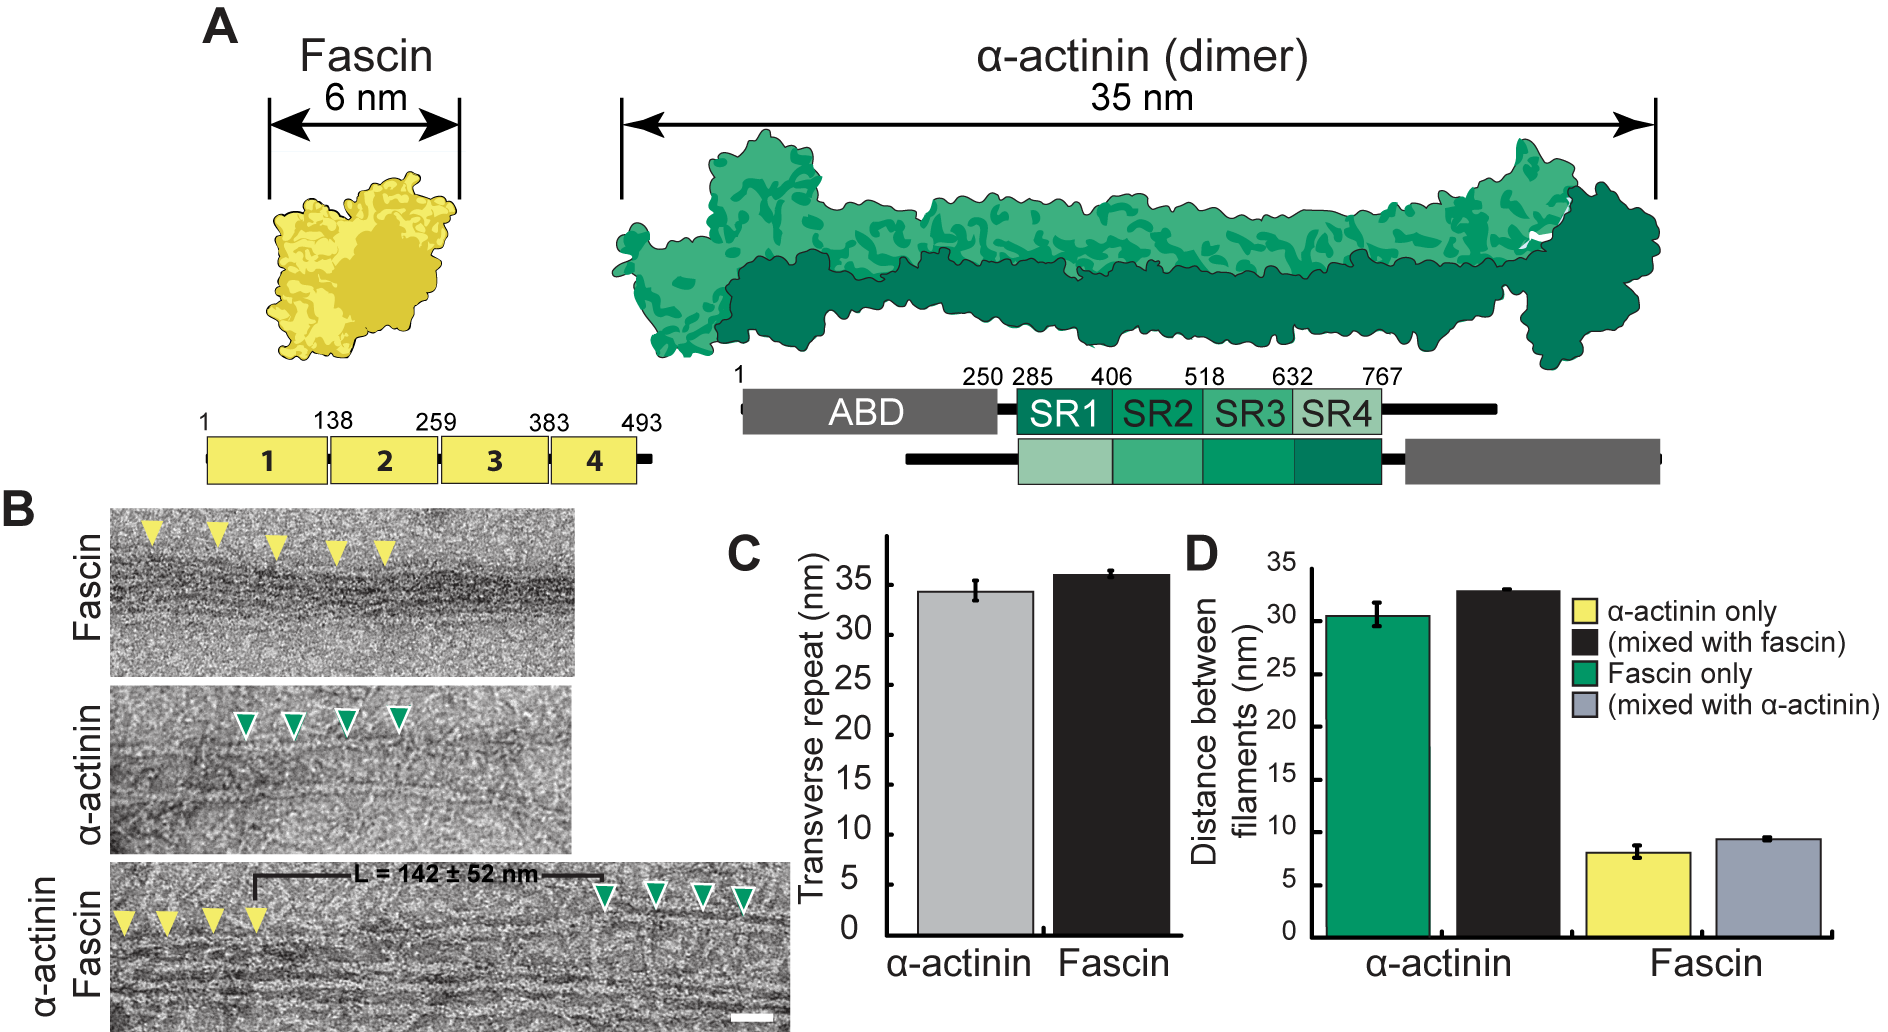 A
Fascin
6 nm
α-actinin (dimer)
35 nm
1 138 259 383 493
1 2 3 4
1 250 285 406 518 632 767
ABD SR1 SR2 SR3 SR4
B
Fascin
α-actinin
α-actinin
Fascin
L = 142 ± 52 nm
C
Transverse repeat (nm)
35
30
25
20
15
10
5
0
α-actinin Fascin
D
Distance between
filaments (nm)
35
30
25
20
15
10
5
0
α-actinin Fascin
α-actinin only
(mixed with fascin)
Fascin only
(mixed with α-actinin)